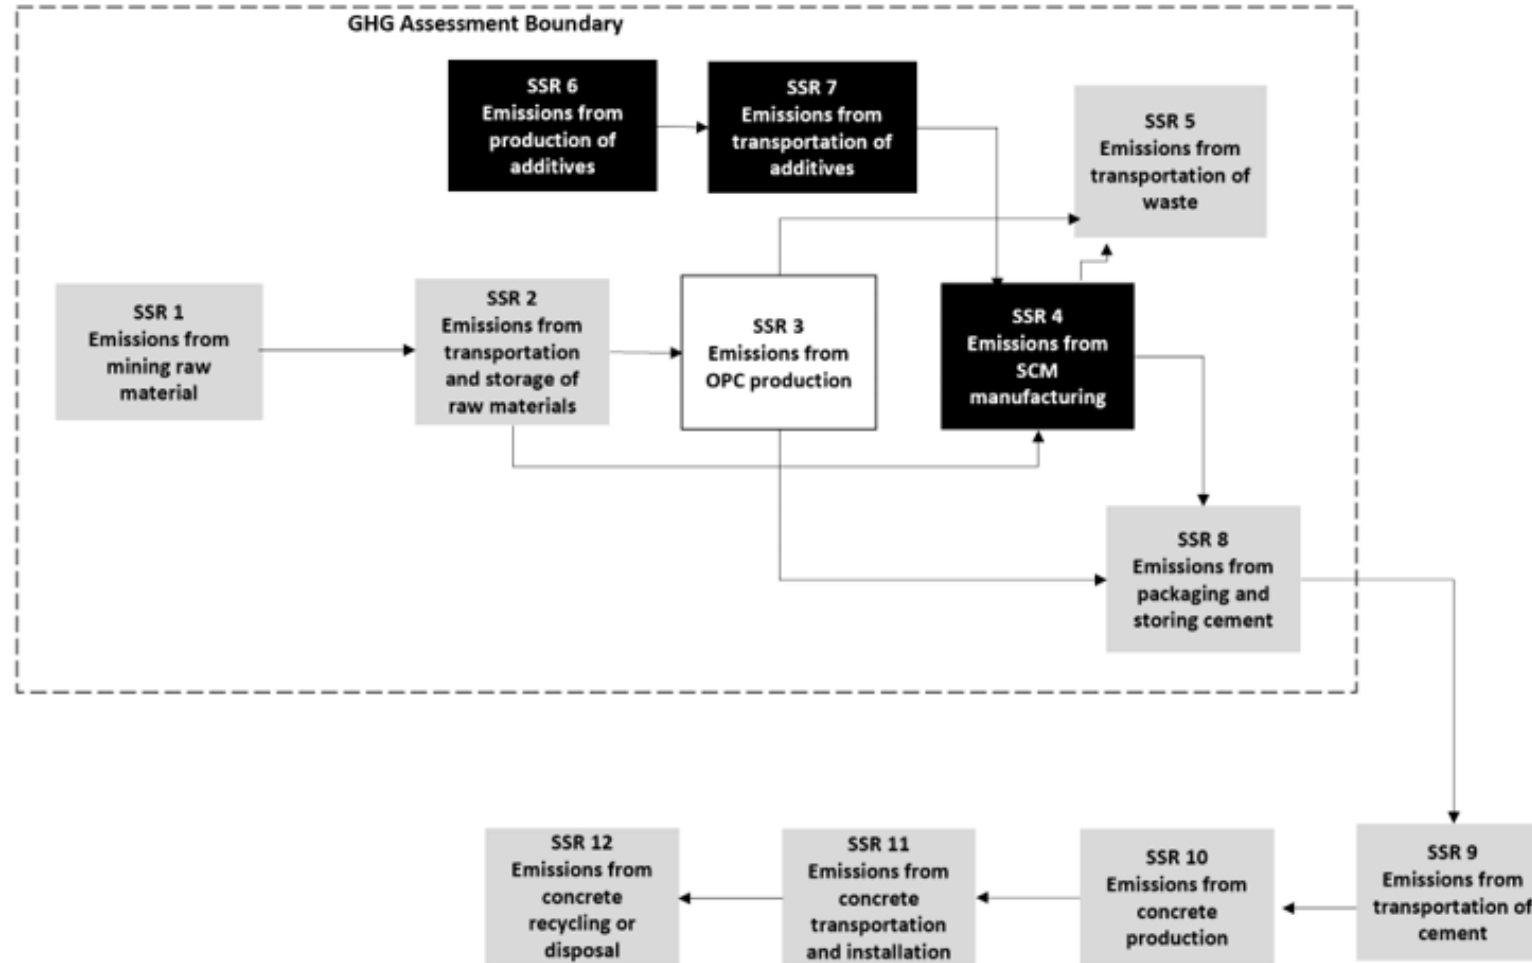 GHG Assessment Boundary
SSR 6
Emissions from
production of
additives
SSR 7
Emissions from
transportation of
additives
SSR 5
Emissions from
transportation of
waste
SSR 1
Emissions from
mining raw
material
SSR 2
Emissions from
transportation
and storage of
raw materials
SSR 3
Emissions from
OPC production
SSR 4
Emissions from
SCM
manufacturing
SSR 8
Emissions from
packaging and
storing cement
SSR 12
Emissions from
concrete
recycling or
disposal
SSR 11
Emissions from
concrete
transportation
and installation
SSR 10
Emissions from
concrete
production
SSR 9
Emissions from
transportation of
cement